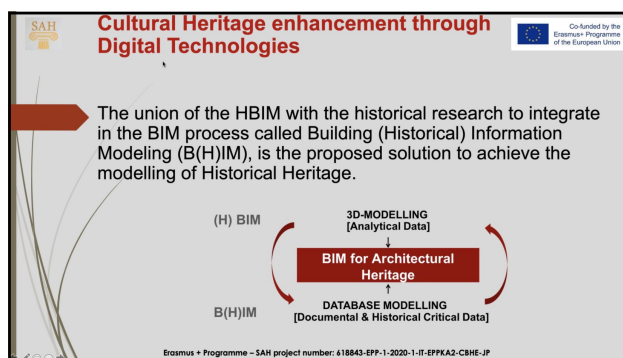 SAH
Cultural Heritage enhancement through
Digital Technologies
Co-funded by the
Erasmus+ Programme
of the European Union
The union of the HBIM with the historical research to integrate
in the BIM process called Building (Historical) Information
Modeling (B(H)IM), is the proposed solution to achieve the
modelling of Historical Heritage.
(H) BIM
3D-MODELLING
[Analytical Data]
BIM for Architectural
Heritage
B(H)IM
DATABASE MODELLING
[Documental & Historical Critical Data]
Erasmus + Programme – SAH project number: 618843-EPP-1-2020-1-IT-EPPKA2-CBHE-JP